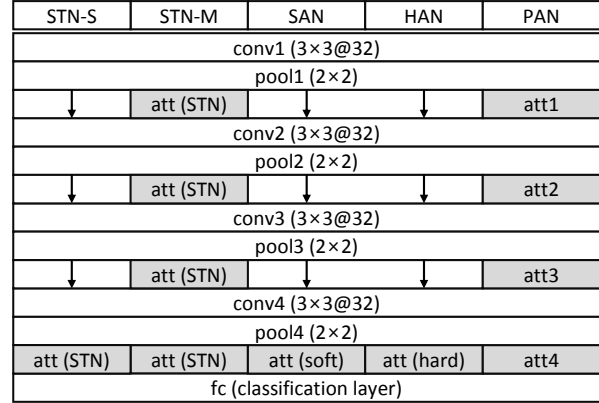 STN-S STN-M SAN HAN PAN
conv1 (3×3@32)
pool1 (2×2)
att (STN) att1
conv2 (3×3@32)
pool2 (2×2)
att (STN) att2
conv3 (3×3@32)
pool3 (2×2)
att (STN) att3
conv4 (3×3@32)
pool4 (2×2)
att (STN) att (STN) att (soft) att (hard) att4
fc (classification layer)